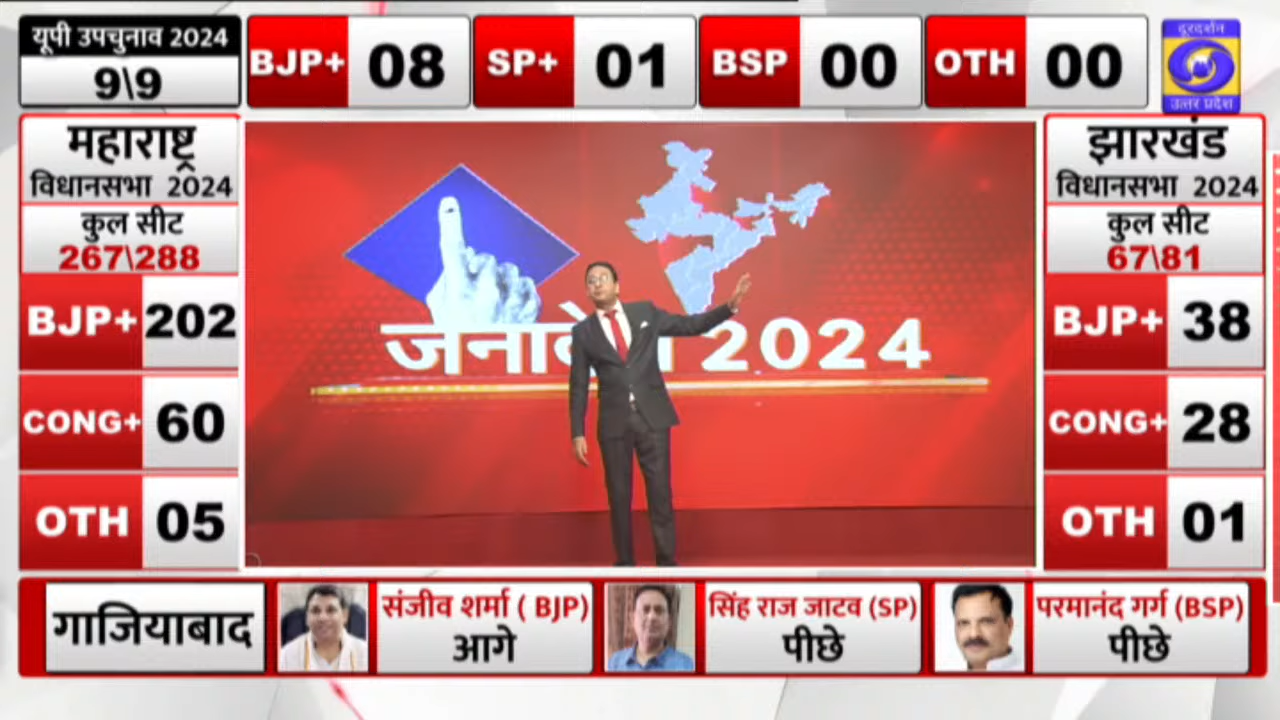 यूपी उपचुनाव 2024
9\9
BJP+ 08
SP+ 01
BSP 00
OTH 00
दूरदर्शन
उत्तर प्रदेश
महाराष्ट्र
विधानसभा 2024
कुल सीट
267\288
BJP+ 202
CONG+ 60
OTH 05
2024
झारखंड
विधानसभा 2024
कुल सीट
67\81
BJP+ 38
CONG+ 28
OTH 01
गाजियाबाद
संजीव शर्मा ( BJP)
आगे
सिंह राज जाटव (SP)
पीछे
परमानंद गर्ग (BSP)
पीछे